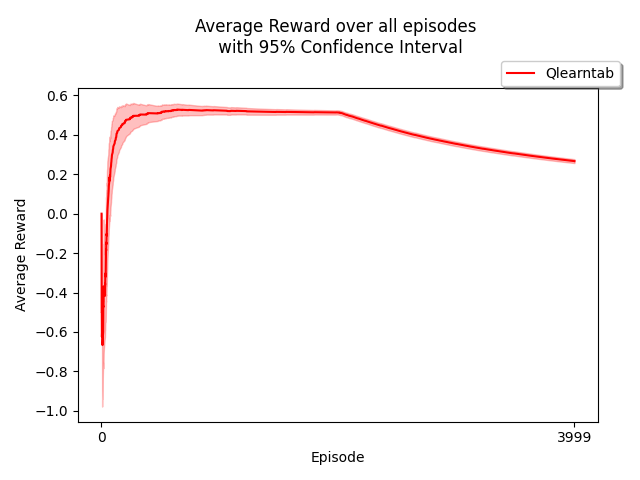 Average Reward over all episodes
with 95% Confidence Interval
Qlearntab
0.6
0.4
0.2
0.0
−0.2
−0.4
−0.6
−0.8
−1.0
Average Reward
0
3999
Episode